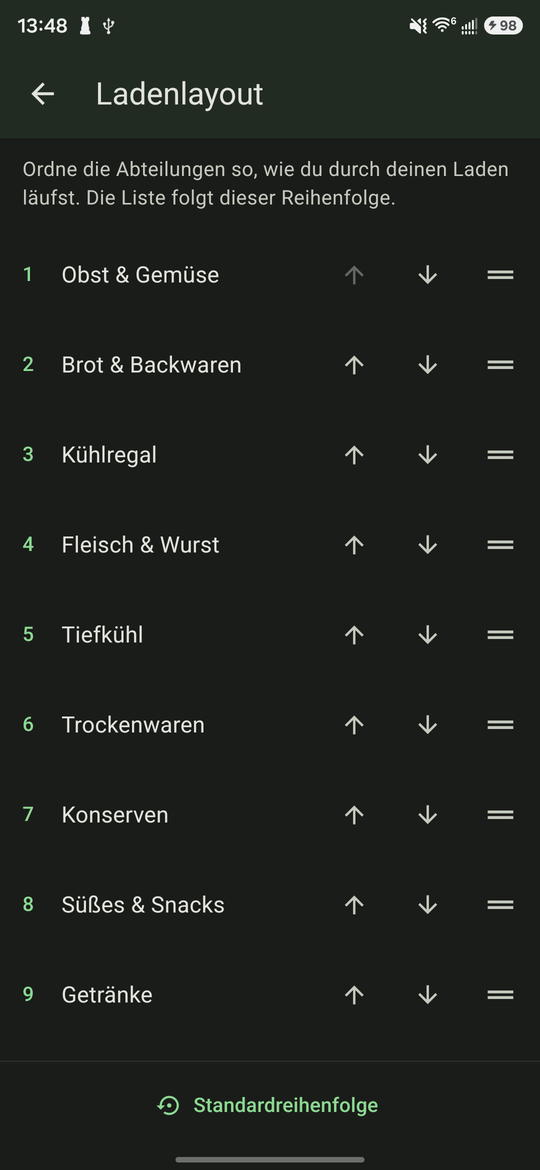 13:48 6 98
Ladenlayout
Ordne die Abteilungen so, wie du durch deinen Laden
läufst. Die Liste folgt dieser Reihenfolge.
1 Obst & Gemüse
2 Brot & Backwaren
3 Kühlregal
4 Fleisch & Wurst
5 Tiefkühl
6 Trockenwaren
7 Konserven
8 Süßes & Snacks
9 Getränke
Standardreihenfolge